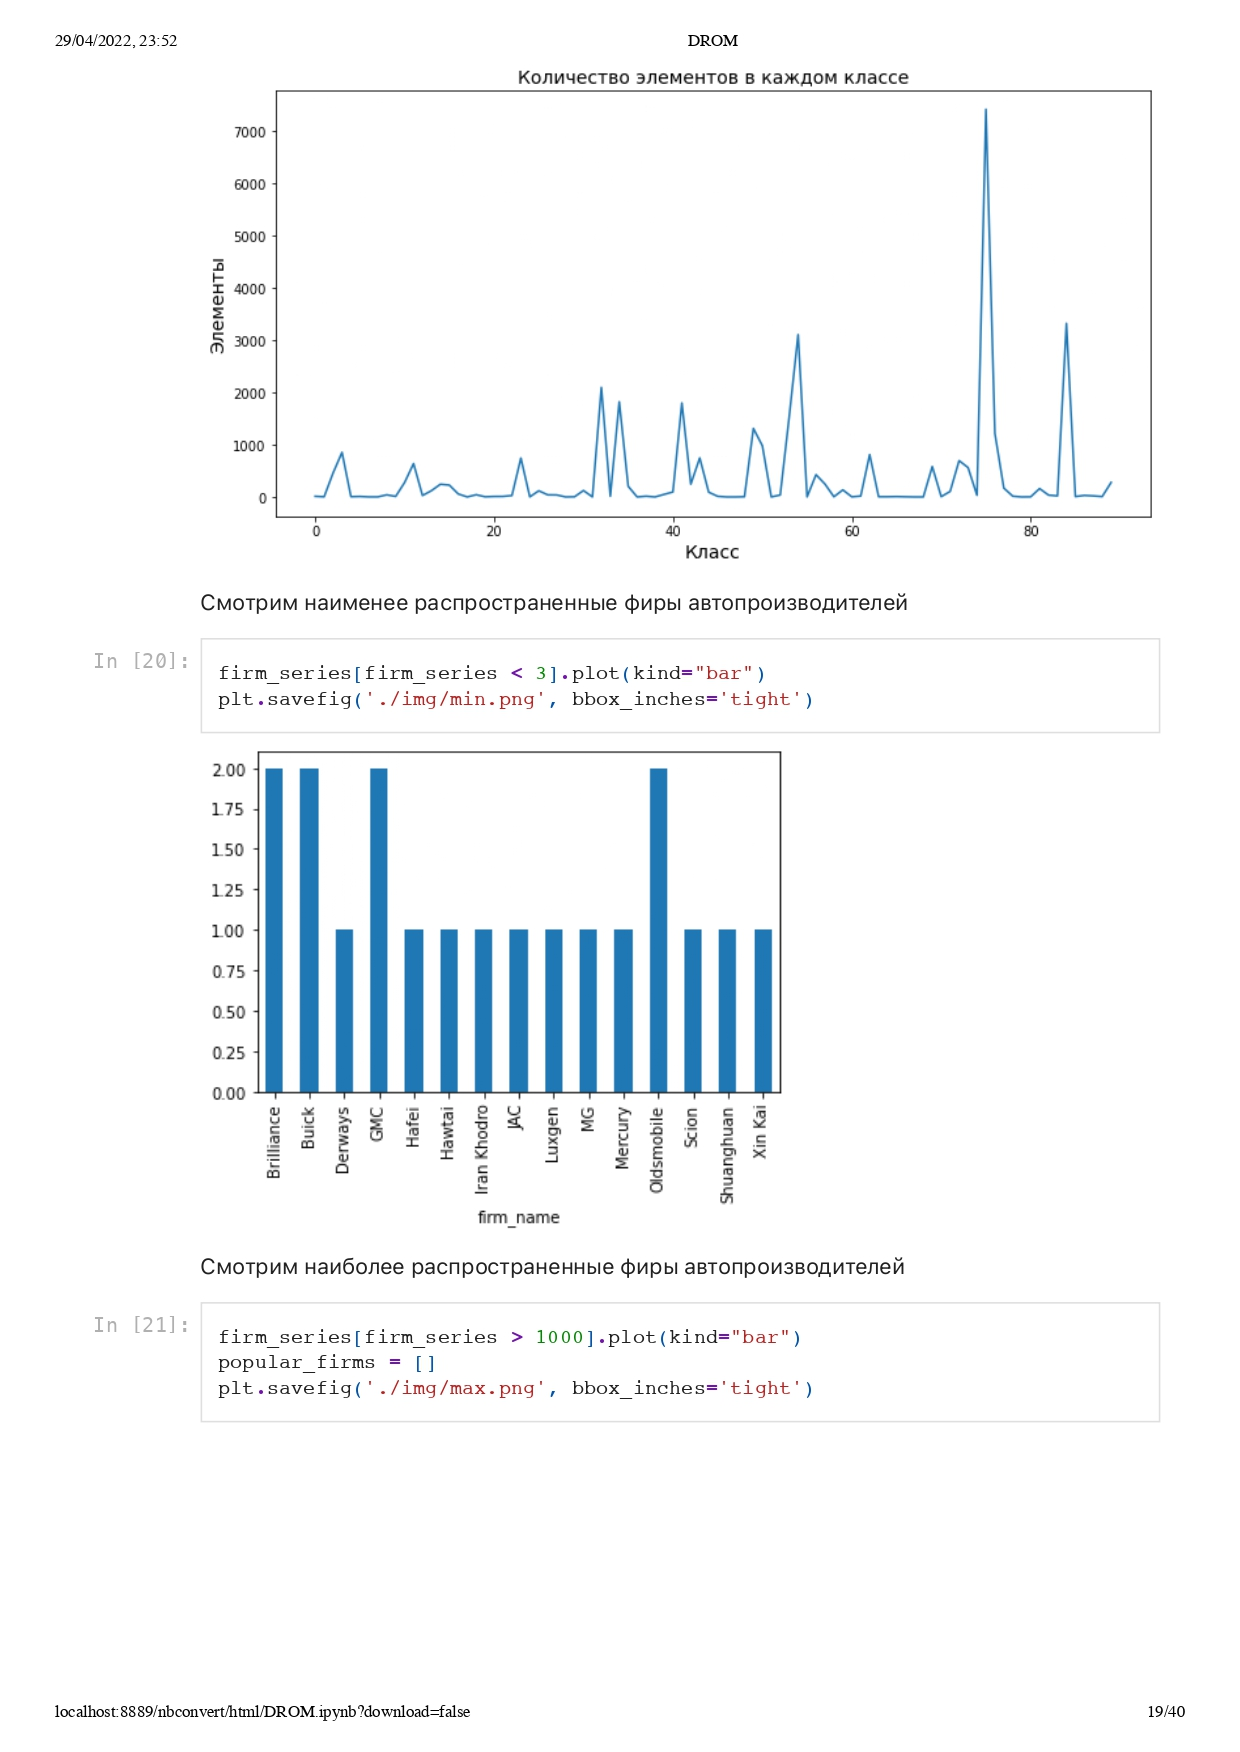 29/04/2022, 23:52
DROM
Количество элементов в каждом классе
7000
6000
5000
4000
3000
2000
1000
0
Элементы
0 20 40 60 80
Класс
Смотрим наименее распространенные фиры автопроизводителей
In [20]:
firm_series[firm_series < 3].plot(kind="bar")
plt.savefig('./img/min.png', bbox_inches='tight')
2.00
1.75
1.50
1.25
1.00
0.75
0.50
0.25
0.00
Brilliance
Buick
Derways
GMC
Hafei
Hawtai
Iran Khodro
JAC
Luxgen
MG
Mercury
Oldsmobile
Scion
Shuanghuan
Xin Kai
firm_name
Смотрим наиболее распространенные фиры автопроизводителей
In [21]:
firm_series[firm_series > 1000].plot(kind="bar")
popular_firms = []
plt.savefig('./img/max.png', bbox_inches='tight')
localhost:8889/nbconvert/html/DROM.ipynb?download=false
19/40